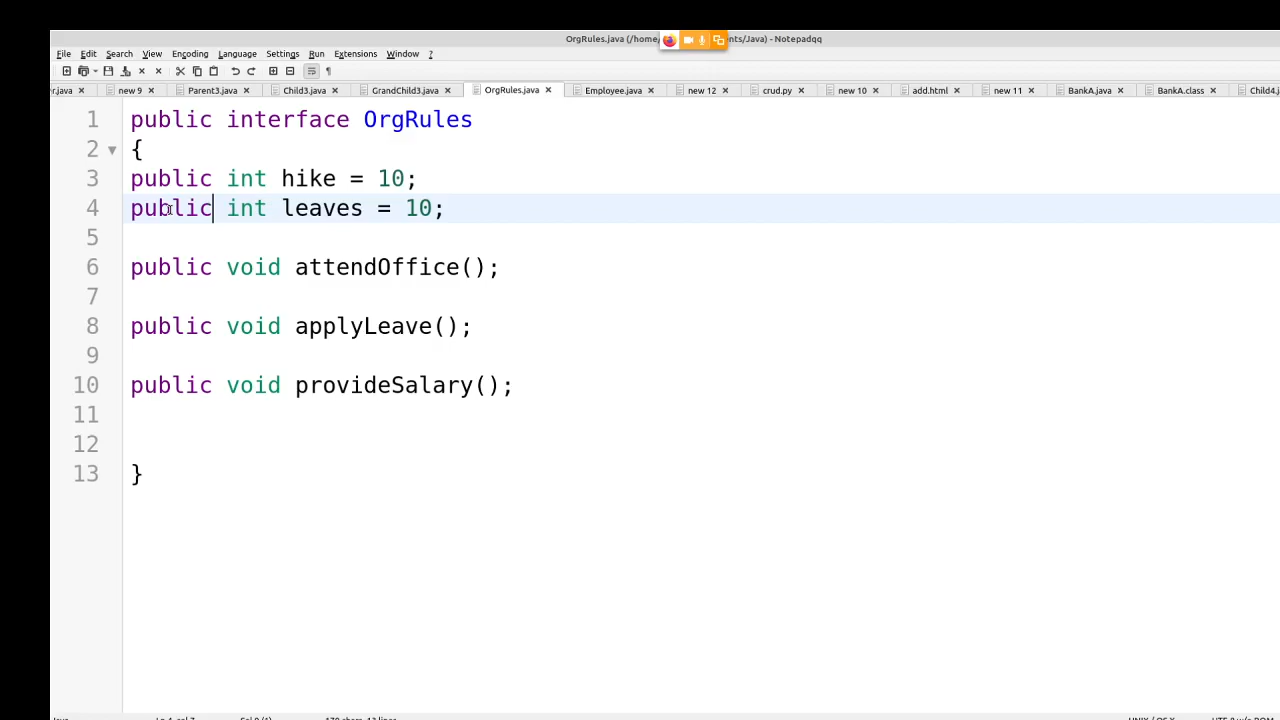 OrgRules.java (/home, nts/Java) - Notepadqq
File Edit Search View Encoding Language Settings Run Extensions Window ?
r.java new 9 Parent3.java Child3.java GrandChild3.java OrgRules.java Employee.java new 12 crud.py new 10 add.html new 11 BankA.java BankA.class Child4.j
1 public interface OrgRules
2 {
3 public int hike = 10;
4 public int leaves = 10;
5
6 public void attendOffice();
7
8 public void applyLeave();
9
10 public void provideSalary();
11
12
13 }